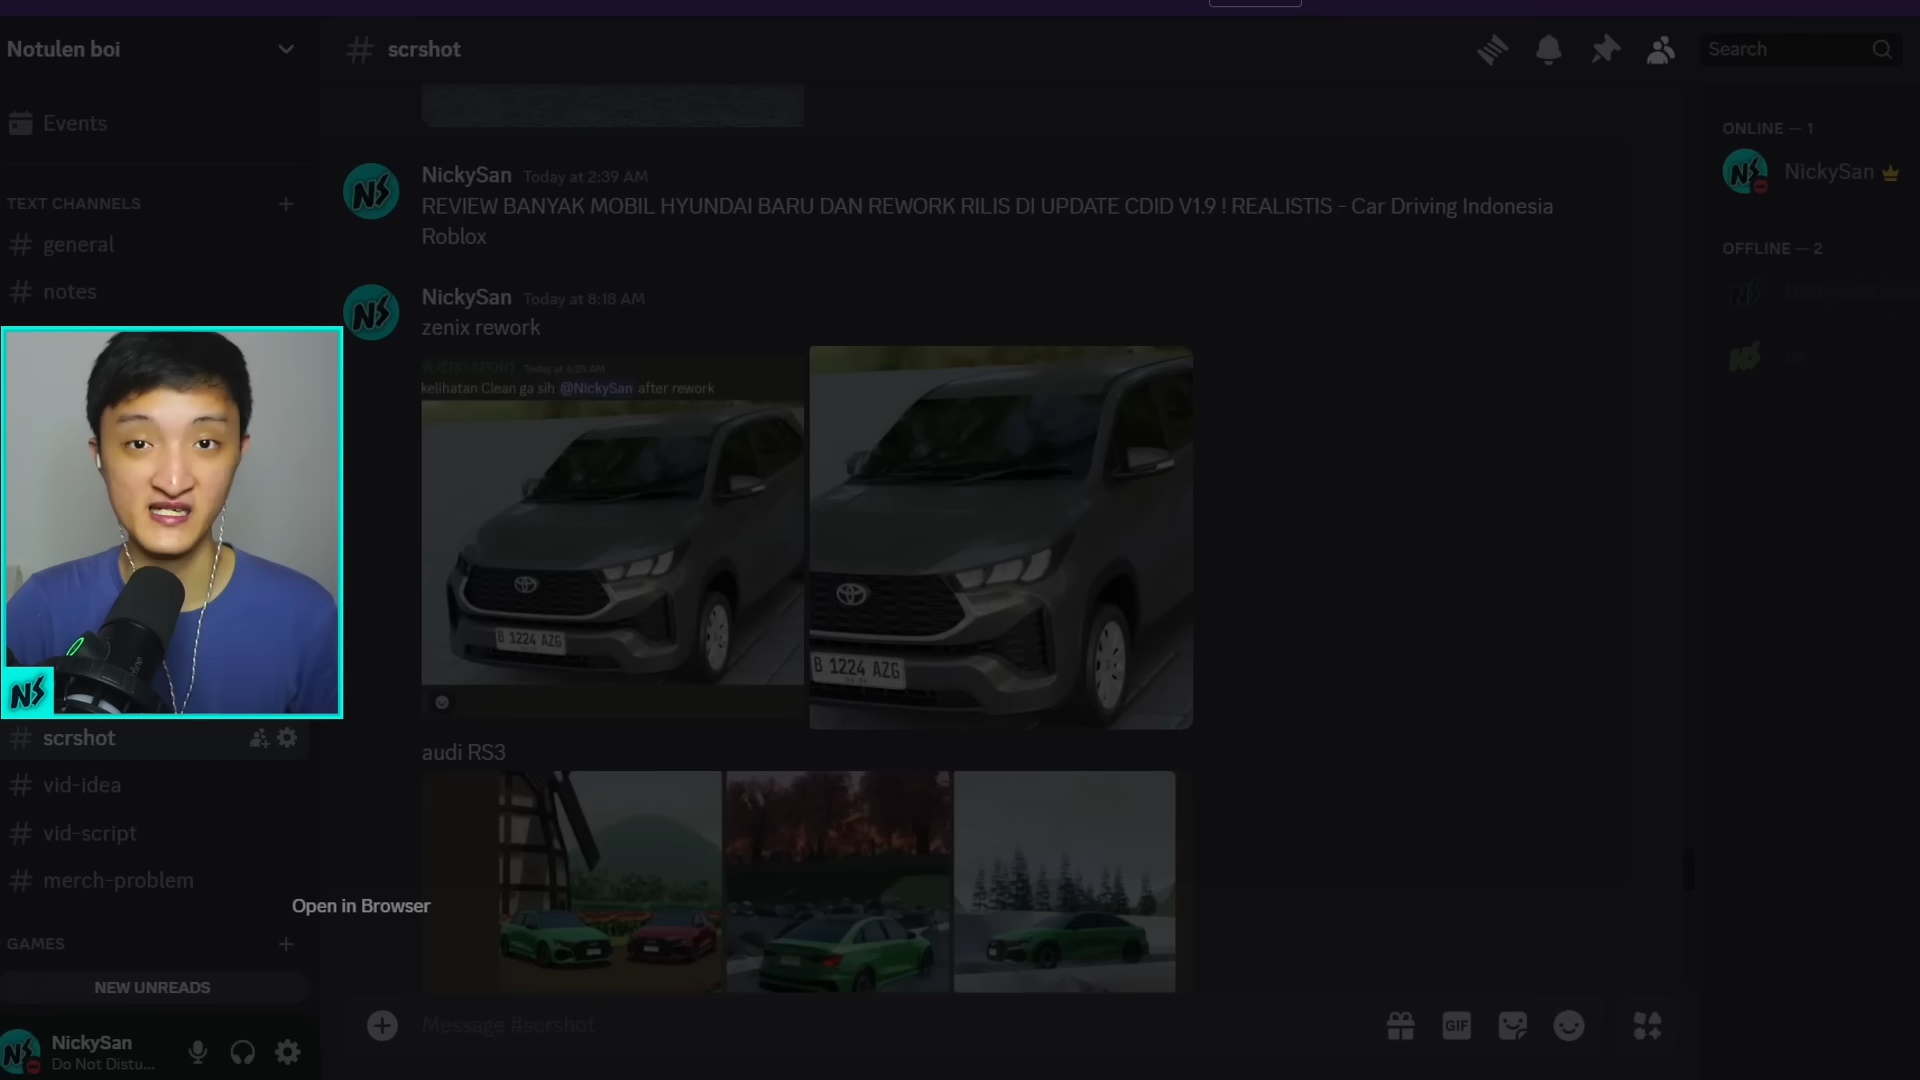 Notulen boi
scrshot
Search
Events
TEXT CHANNELS
general
notes
scrshot
vid-idea
vid-script
merch-problem
GAMES
NEW UNREADS
NickySan
Do Not Distu...
NickySan Today at 2:39 AM
REVIEW BANYAK MOBIL HYUNDAI BARU DAN REWORK RILIS DI UPDATE CDID V1.9 ! REALISTIS - Car Driving Indonesia
Roblox
NickySan Today at 8:18 AM
zenix rework
kelihatan Clean ga sih @NickySan after rework
B 1224 AZG
B 1224 AZG
audi RS3
Open in Browser
Message #scrshot
GIF
ONLINE — 1
NickySan
OFFLINE — 2
NS